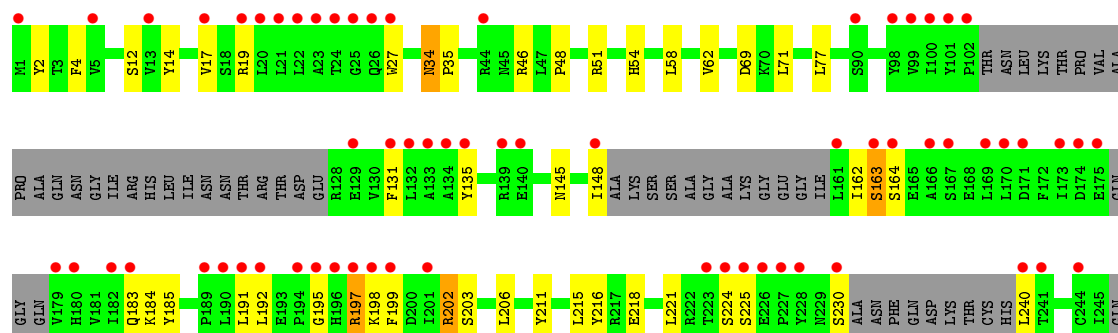 M1 Y2 T3 F4 V5 S12 V13 Y14 V17 S18 R19 L20 L21 L22 A23 T24 G25 Q26 W27 N34 P35 R44 N45 R46 L47 P48 R51 H54 L58 V62 D69 K70 L71 L77 S90 Y98 V99 I100 Y101 P102 THR ASN LEU LYS THR PRO VAL ALA
PRO ALA GLN ASN GLY ILE ARG HIS LEU ILE ASN ASN THR ARG THR ASP GLU R128 E129 V130 F131 L132 A133 A134 Y135 R139 E140 N145 I148 ALA LYS SER SER ALA GLY ALA LYS GLY GLU GLY ILE L161 I162 S163 S164 E165 A166 S167 E168 L169 L170 D171 F172 I173 D174 E175 GLN
GLY GLN V179 H180 V181 I182 Q183 K184 Y185 P189 L190 L191 L192 E193 P194 G195 H196 R197 K198 F199 D200 I201 R202 S203 L206 Y211 L215 Y216 R217 E218 L221 R222 T223 S224 S225 E226 P227 Y228 N229 S230 ALA ASN PHE GLN ASP LYS THR CYS HIS L240 T241 C244 I245